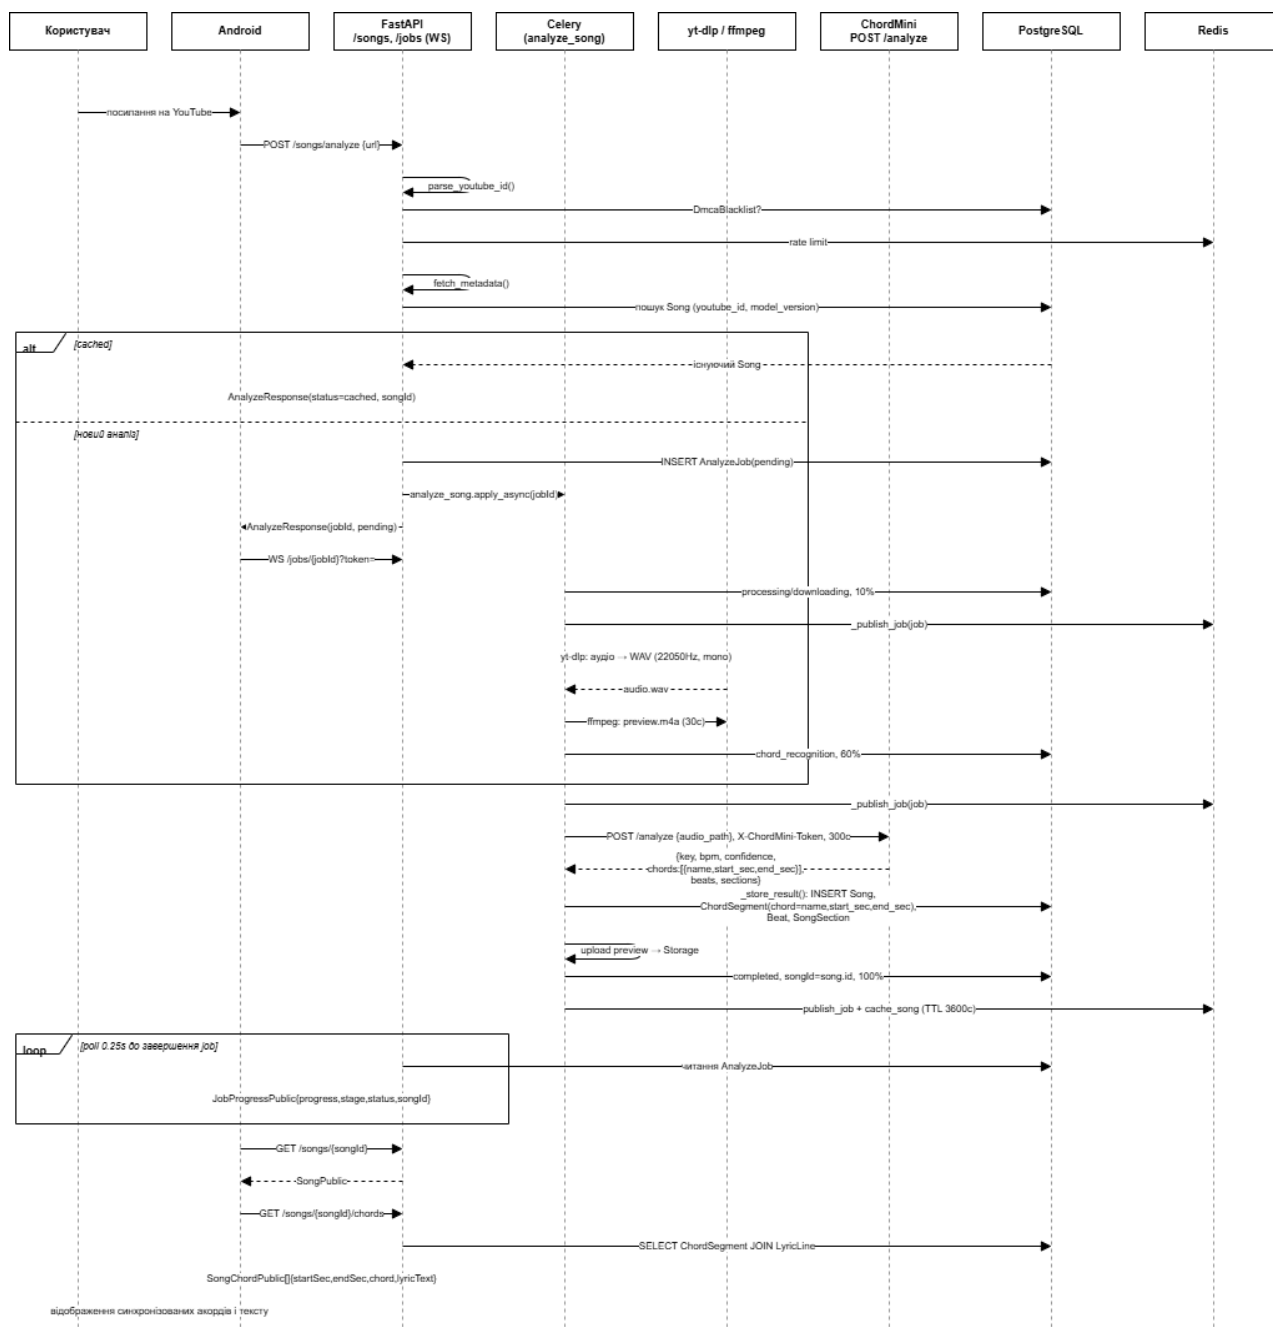 Користувач
Android
FastAPI
/songs, /jobs (WS)
Celery
(analyze_song)
yt-dlp / ffmpeg
ChordMini
POST /analyze
PostgreSQL
Redis
посилання на YouTube
POST /songs/analyze {url}
parse_youtube_id()
DmcaBlacklist?
rate limit
fetch_metadata()
пошук Song (youtube_id, model_version)
alt
[cached]
існуючий Song
AnalyzeResponse(status=cached, songId)
[новий аналіз]
INSERT AnalyzeJob(pending)
analyze_song.apply_async(jobId)
AnalyzeResponse(jobId, pending)
WS /jobs/{jobId}?token=
processing/downloading, 10%
_publish_job(job)
yt-dlp: аудіо → WAV (22050Hz, mono)
audio.wav
ffmpeg: preview.m4a (30с)
chord_recognition, 60%
_publish_job(job)
POST /analyze {audio_path}, X-ChordMini-Token, 300с
{key, bpm, confidence,
chords:[{name,start_sec,end_sec}],
beats, sections}
_store_result(): INSERT Song,
ChordSegment(chord=name,start_sec,end_sec),
Beat, SongSection
upload preview → Storage
completed, songId=song.id, 100%
publish_job + cache_song (TTL 3600с)
loop
[poll 0.25s до завершення job]
читання AnalyzeJob
JobProgressPublic{progress,stage,status,songId}
GET /songs/{songId}
SongPublic
GET /songs/{songId}/chords
SELECT ChordSegment JOIN LyricLine
SongChordPublic[]{startSec,endSec,chord,lyricText}
відображення синхронізованих акордів і тексту